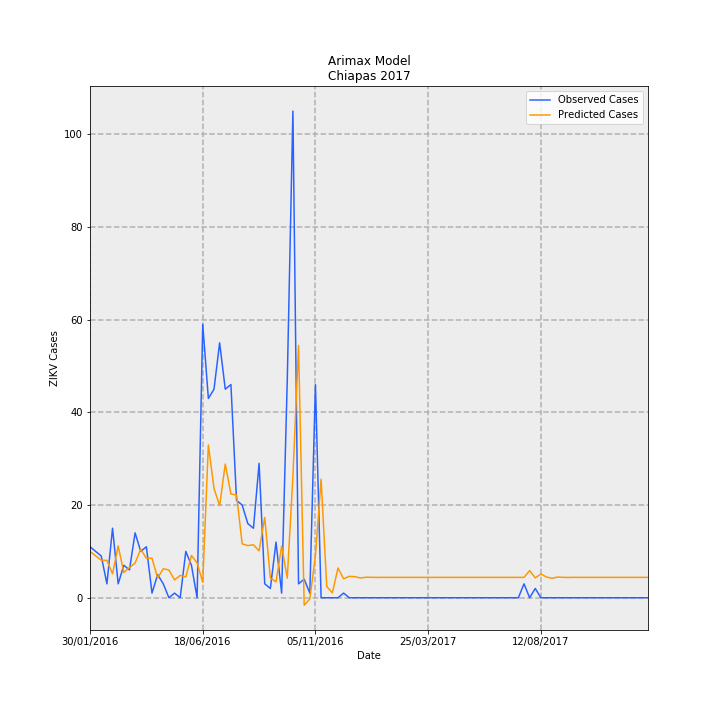 Arimax Model
Chiapas 2017
Observed Cases
Predicted Cases
100
80
60
40
20
0
ZIKV Cases
30/01/2016 18/06/2016 05/11/2016 25/03/2017 12/08/2017
Date